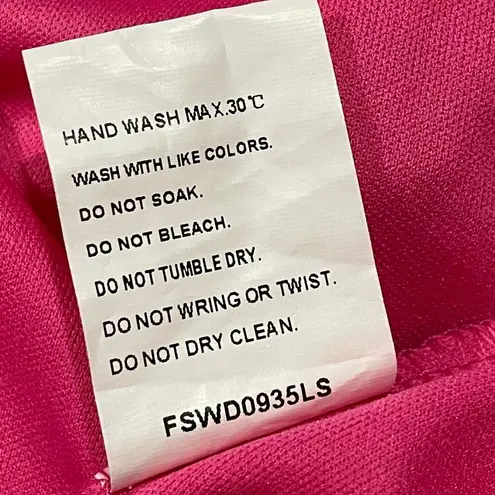 HAND WASH MAX.30℃
WASH WITH LIKE COLORS.
DO NOT SOAK.
DO NOT BLEACH.
DO NOT TUMBLE DRY.
DO NOT WRING OR TWIST.
DO NOT DRY CLEAN.
FSWD0935LS